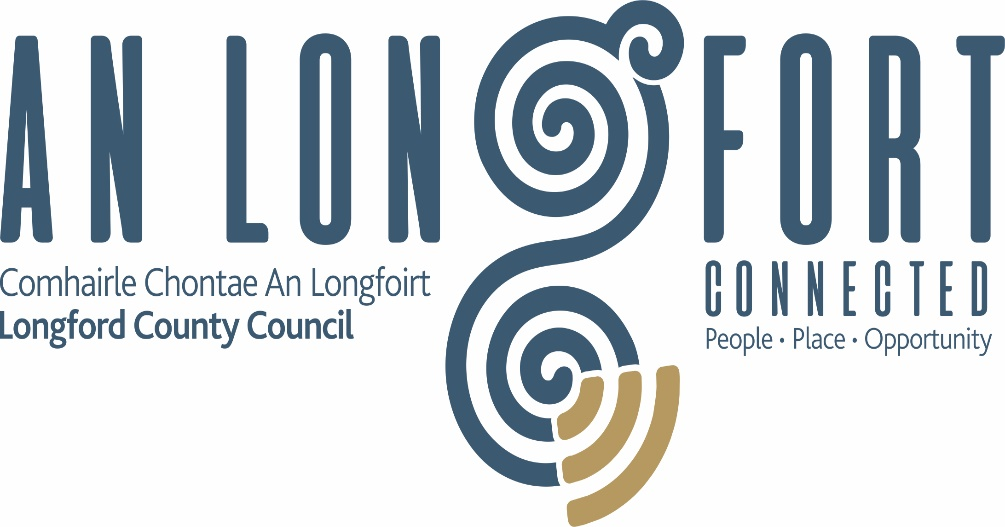 AN LONgFORT
Comhairle Chontae An Longfoirt
Longford County Council
CONNECTED
People • Place • Opportunity